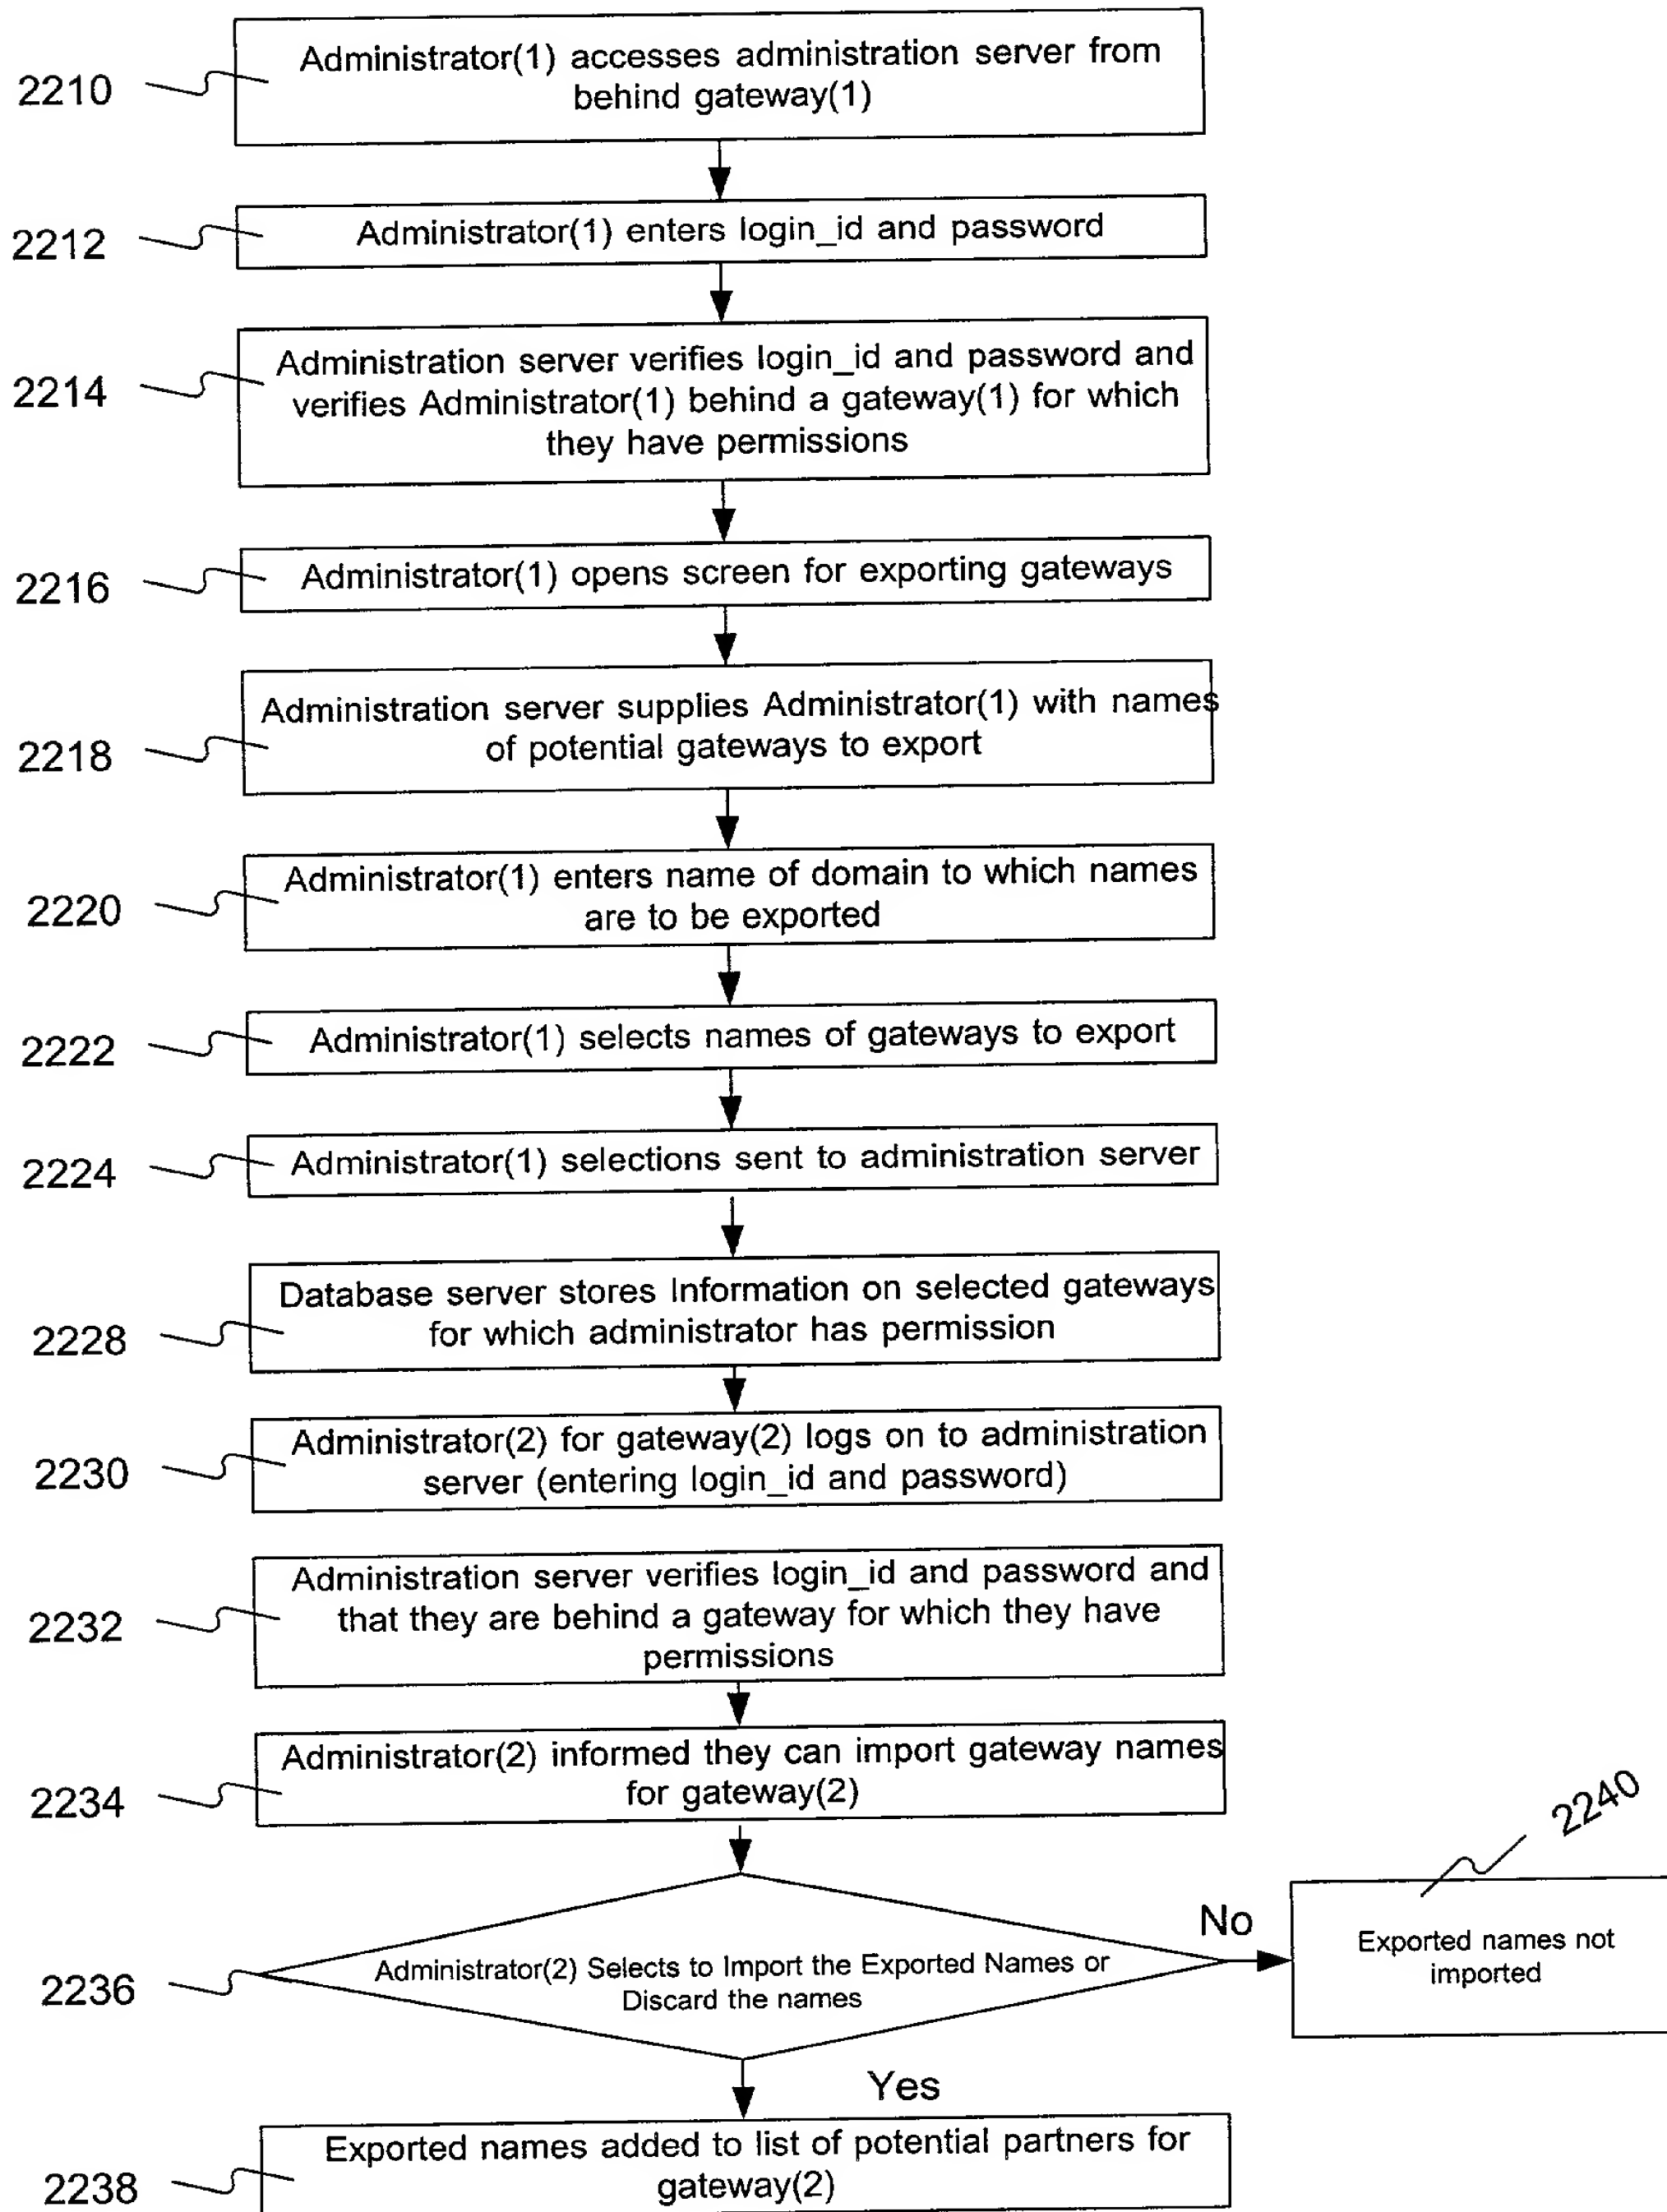 2210
Administrator(1) accesses administration server from
behind gateway(1)
2212
Administrator(1) enters login_id and password
2214
Administration server verifies login_id and password and
verifies Administrator(1) behind a gateway(1) for which
they have permissions
2216
Administrator(1) opens screen for exporting gateways
2218
Administration server supplies Administrator(1) with names
of potential gateways to export
2220
Administrator(1) enters name of domain to which names
are to be exported
2222
Administrator(1) selects names of gateways to export
2224
Administrator(1) selections sent to administration server
2228
Database server stores Information on selected gateways
for which administrator has permission
2230
Administrator(2) for gateway(2) logs on to administration
server (entering login_id and password)
2232
Administration server verifies login_id and password and
that they are behind a gateway for which they have
permissions
2234
Administrator(2) informed they can import gateway names
for gateway(2)
2236
Administrator(2) Selects to Import the Exported Names or
Discard the names
No
2240
Exported names not
imported
Yes
2238
Exported names added to list of potential partners for
gateway(2)